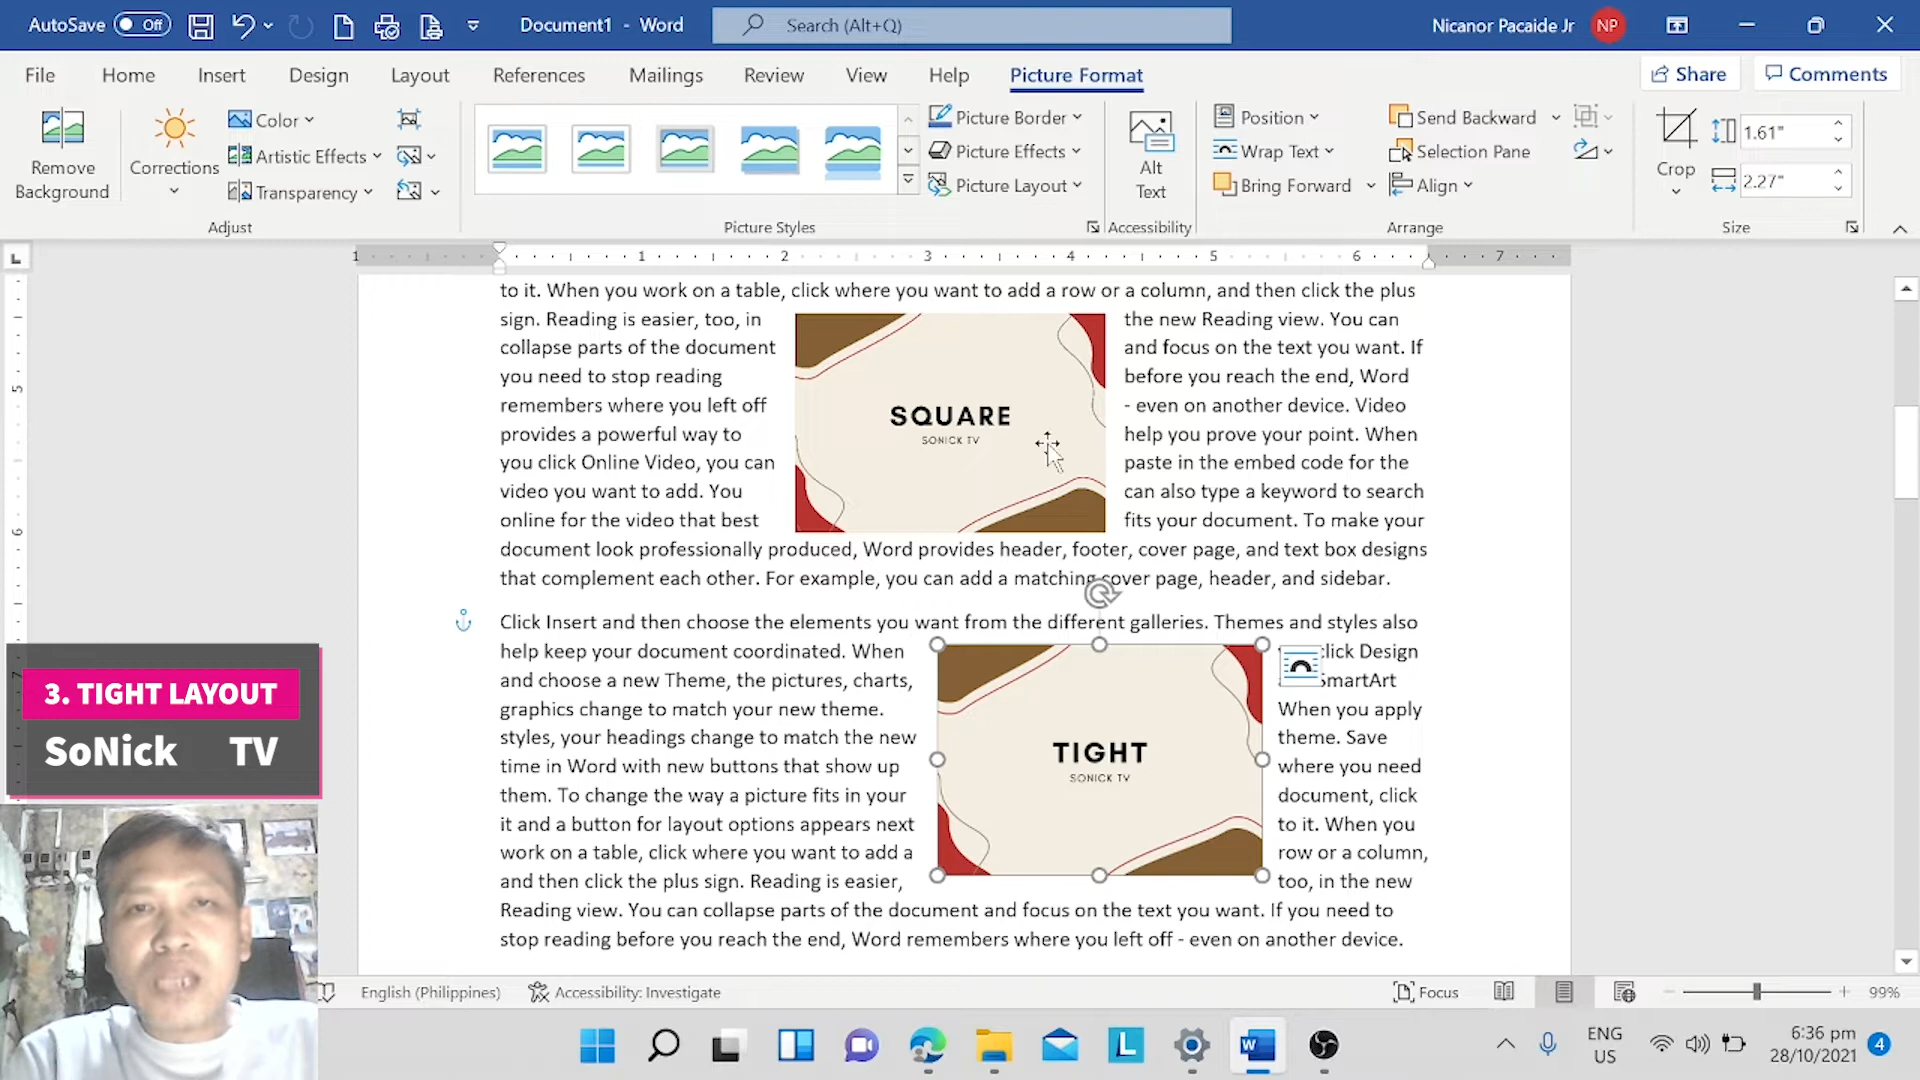 AutoSave Off Document1 - Word Search (Alt+Q) Nicanor Pacaide Jr NP
File Home Insert Design Layout References Mailings Review View Help Picture Format Share Comments
Remove Background
Corrections
Color
Artistic Effects
Transparency
Adjust
Picture Border
Picture Effects
Picture Layout
Picture Styles
Alt Text
Accessibility
Position
Wrap Text
Bring Forward
Send Backward
Selection Pane
Align
Arrange
Crop
1.61"
2.27"
Size
1 1 2 3 4 5 6 7
to it. When you work on a table, click where you want to add a row or a column, and then click the plus
sign. Reading is easier, too, in the new Reading view. You can
collapse parts of the document and focus on the text you want. If
you need to stop reading before you reach the end, Word
remembers where you left off - even on another device. Video
provides a powerful way to help you prove your point. When
you click Online Video, you can paste in the embed code for the
video you want to add. You can also type a keyword to search
online for the video that best fits your document. To make your
SQUARE
SONICK TV
document look professionally produced, Word provides header, footer, cover page, and text box designs
that complement each other. For example, you can add a matching cover page, header, and sidebar.
Click Insert and then choose the elements you want from the different galleries. Themes and styles also
help keep your document coordinated. When click Design
and choose a new Theme, the pictures, charts, SmartArt
graphics change to match your new theme. When you apply
styles, your headings change to match the new theme. Save
time in Word with new buttons that show up where you need
them. To change the way a picture fits in your document, click
it and a button for layout options appears next to it. When you
work on a table, click where you want to add a row or a column,
and then click the plus sign. Reading is easier, too, in the new
TIGHT
SONICK TV
Reading view. You can collapse parts of the document and focus on the text you want. If you need to
stop reading before you reach the end, Word remembers where you left off - even on another device.
5
6
3. TIGHT LAYOUT
SoNick TV
English (Philippines) Accessibility: Investigate Focus 99%
ENG
US
6:36 pm
28/10/2021
4